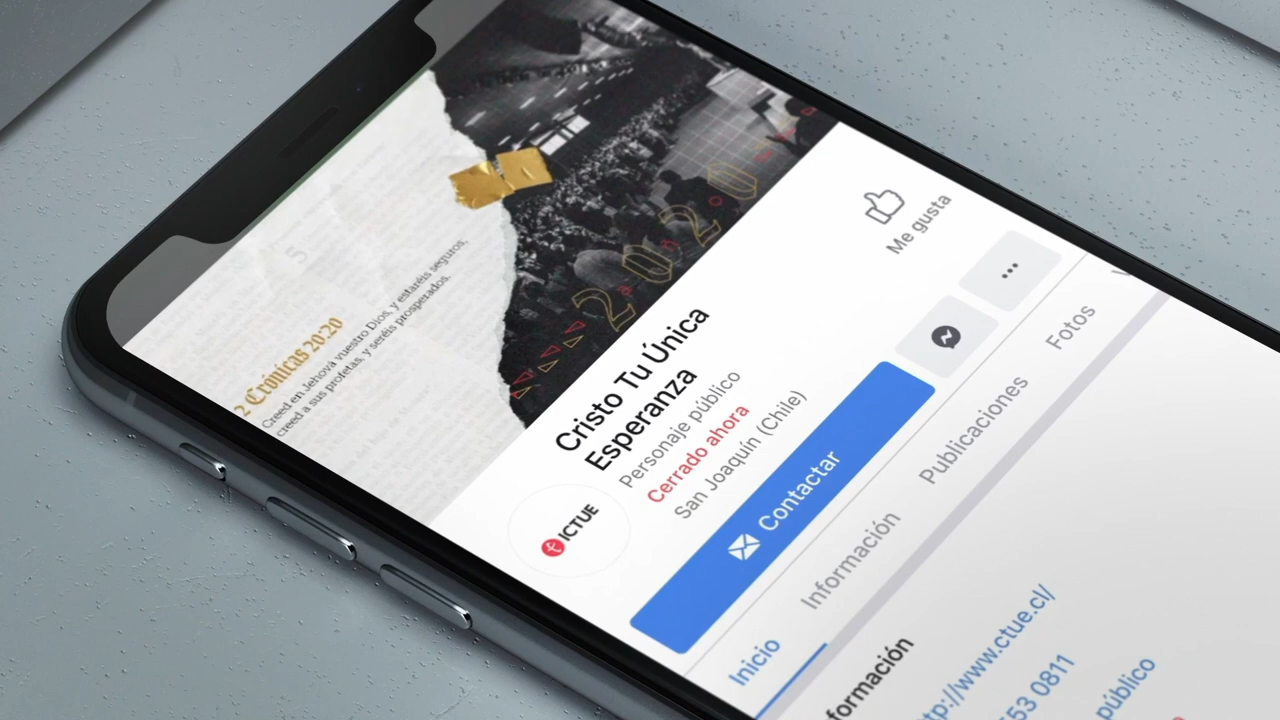 2 Crónicas 20:20
Creed en Jehová vuestro Dios, y estaréis seguros,
creed a sus profetas, y seréis prosperados.
2020
Me gusta
Cristo Tu Única
Esperanza
Personaje público
Cerrado ahora
San Joaquín (Chile)
ICTUE
Contactar
Inicio
Información
Publicaciones
Fotos
formación
tp://www.ctue.cl/
553 0811
público